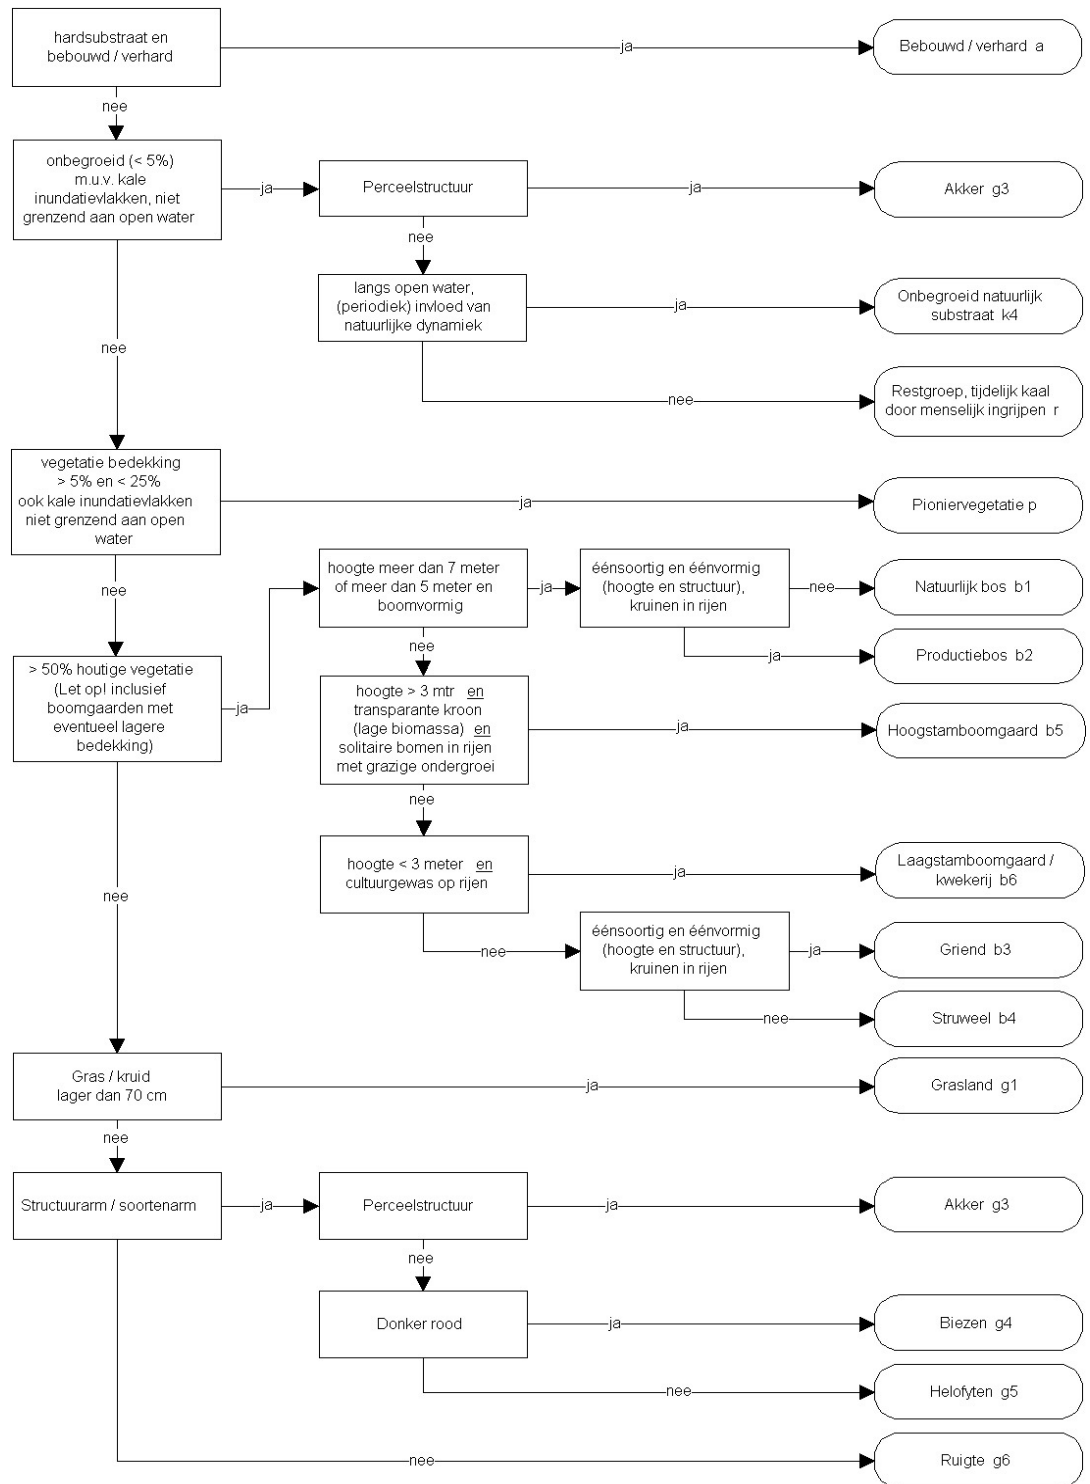 hardsubstraat en
bebouwd / verhard
ja
Bebouwd / verhard  a
nee
onbegroeid (< 5%)
m.u.v. kale
inundatievlakken, niet
grenzend aan open water
ja
Perceelstructuur
ja
Akker  g3
nee
langs open water,
(periodiek) invloed van
natuurlijke dynamiek
ja
Onbegroeid natuurlijk
substraat  k4
nee
nee
Restgroep, tijdelijk kaal
door menselijk ingrijpen  r
vegetatie bedekking
> 5% en < 25%
ook kale inundatievlakken
niet grenzend aan open
water
ja
Pioniervegetatie p
nee
hoogte meer dan 7 meter
of meer dan 5 meter en
boomvormig
ja
éénsoortig en éénvormig
(hoogte en structuur),
kruinen in rijen
nee
Natuurlijk bos  b1
ja
Productiebos  b2
nee
> 50% houtige vegetatie
(Let op! inclusief
boomgaarden met
eventueel lagere
bedekking)
ja
hoogte > 3 mtr  en
transparante kroon
(lage biomassa)  en
solitaire bomen in rijen
met grazige ondergroei
ja
Hoogstamboomgaard  b5
nee
hoogte < 3 meter  en
cultuurgewas op rijen
ja
Laagstamboomgaard /
kwekerij  b6
nee
nee
éénsoortig en éénvormig
(hoogte en structuur),
kruinen in rijen
ja
Griend  b3
nee
Struweel  b4
Gras / kruid
lager dan 70 cm
ja
Grasland  g1
nee
Structuurarm / soortenarm
ja
Perceelstructuur
ja
Akker  g3
nee
Donker rood
ja
Biezen  g4
nee
Helofyten  g5
nee
Ruigte  g6